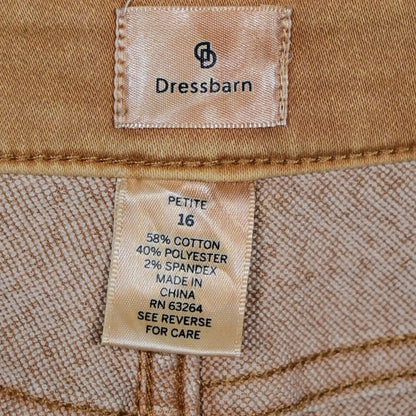 Dressbarn
PETITE
16
58% COTTON
40% POLYESTER
2% SPANDEX
MADE IN
CHINA
RN 63264
SEE REVERSE
FOR CARE